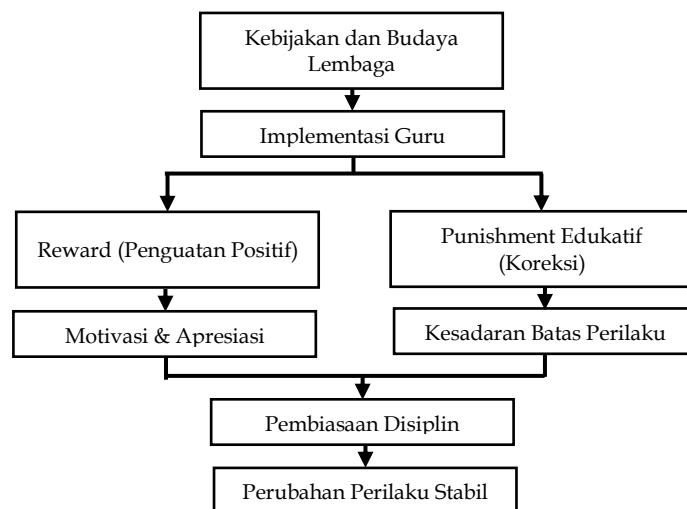 Kebijakan dan Budaya
Lembaga
Implementasi Guru
Reward (Penguatan Positif)
Punishment Edukatif
(Koreksi)
Motivasi & Apresiasi
Kesadaran Batas Perilaku
Pembiasaan Disiplin
Perubahan Perilaku Stabil